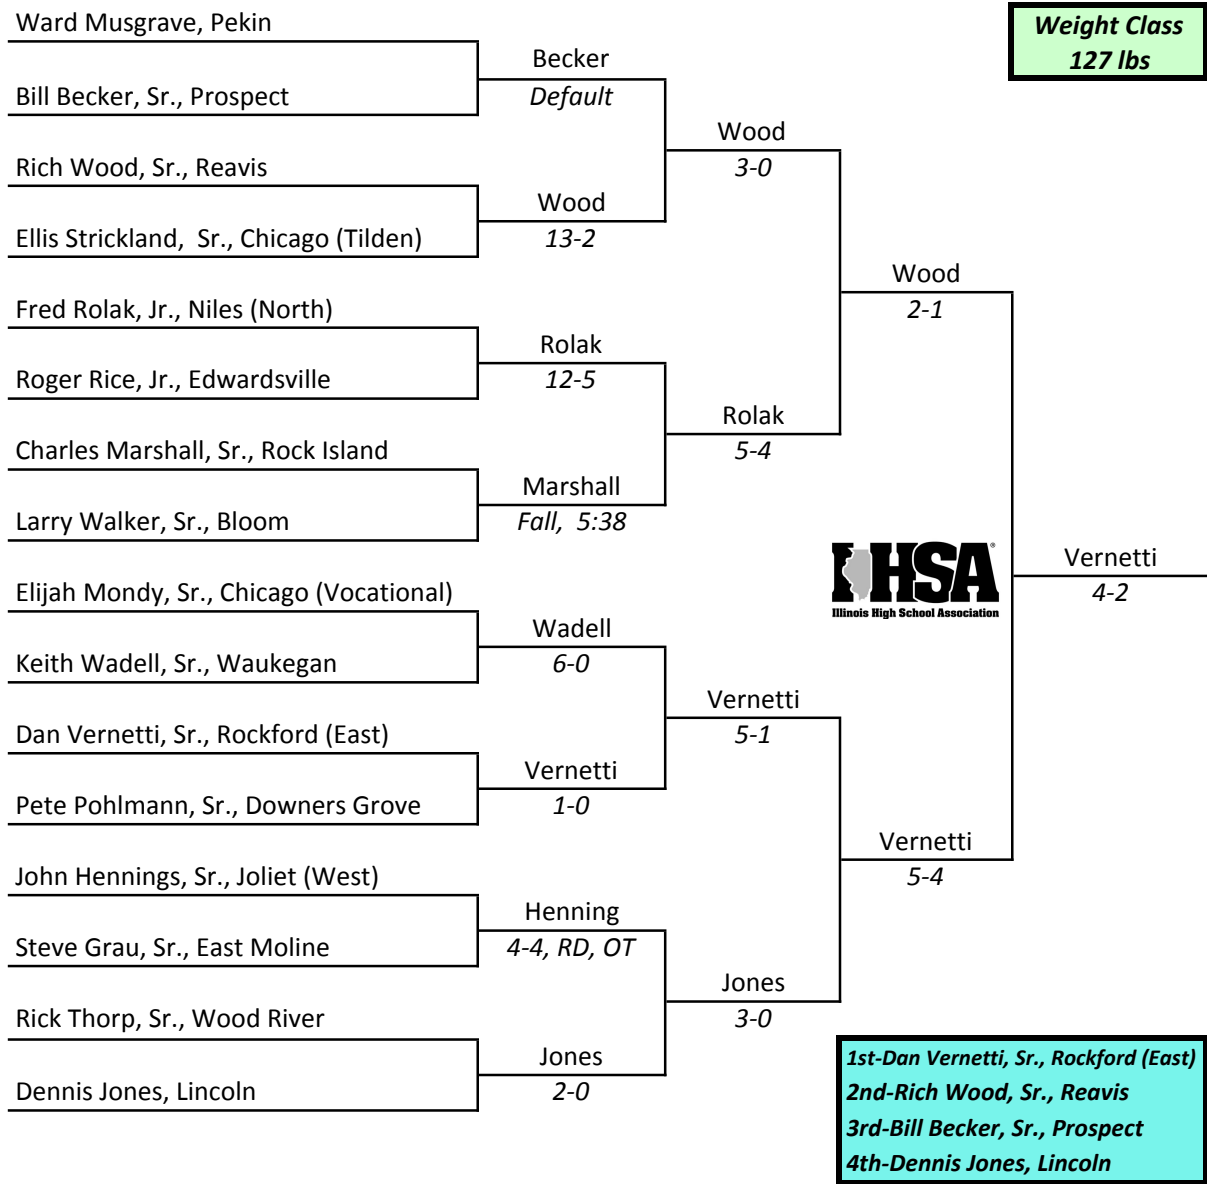 Ward Musgrave, Pekin
Weight Class
127 lbs
Becker
Bill Becker, Sr., Prospect
Default
Wood
Rich Wood, Sr., Reavis
3-0
Wood
Ellis Strickland,  Sr., Chicago (Tilden)
13-2
Wood
Fred Rolak, Jr., Niles (North)
2-1
Rolak
Roger Rice, Jr., Edwardsville
12-5
Rolak
Charles Marshall, Sr., Rock Island
5-4
Marshall
Larry Walker, Sr., Bloom
Fall,  5:38
IHSA®
Illinois High School Association
Vernetti
Elijah Mondy, Sr., Chicago (Vocational)
4-2
Wadell
Keith Wadell, Sr., Waukegan
6-0
Vernetti
Dan Vernetti, Sr., Rockford (East)
5-1
Vernetti
Pete Pohlmann, Sr., Downers Grove
1-0
Vernetti
John Hennings, Sr., Joliet (West)
5-4
Henning
Steve Grau, Sr., East Moline
4-4, RD, OT
Jones
Rick Thorp, Sr., Wood River
3-0
Jones
Dennis Jones, Lincoln
2-0
1st-Dan Vernetti, Sr., Rockford (East)
2nd-Rich Wood, Sr., Reavis
3rd-Bill Becker, Sr., Prospect
4th-Dennis Jones, Lincoln